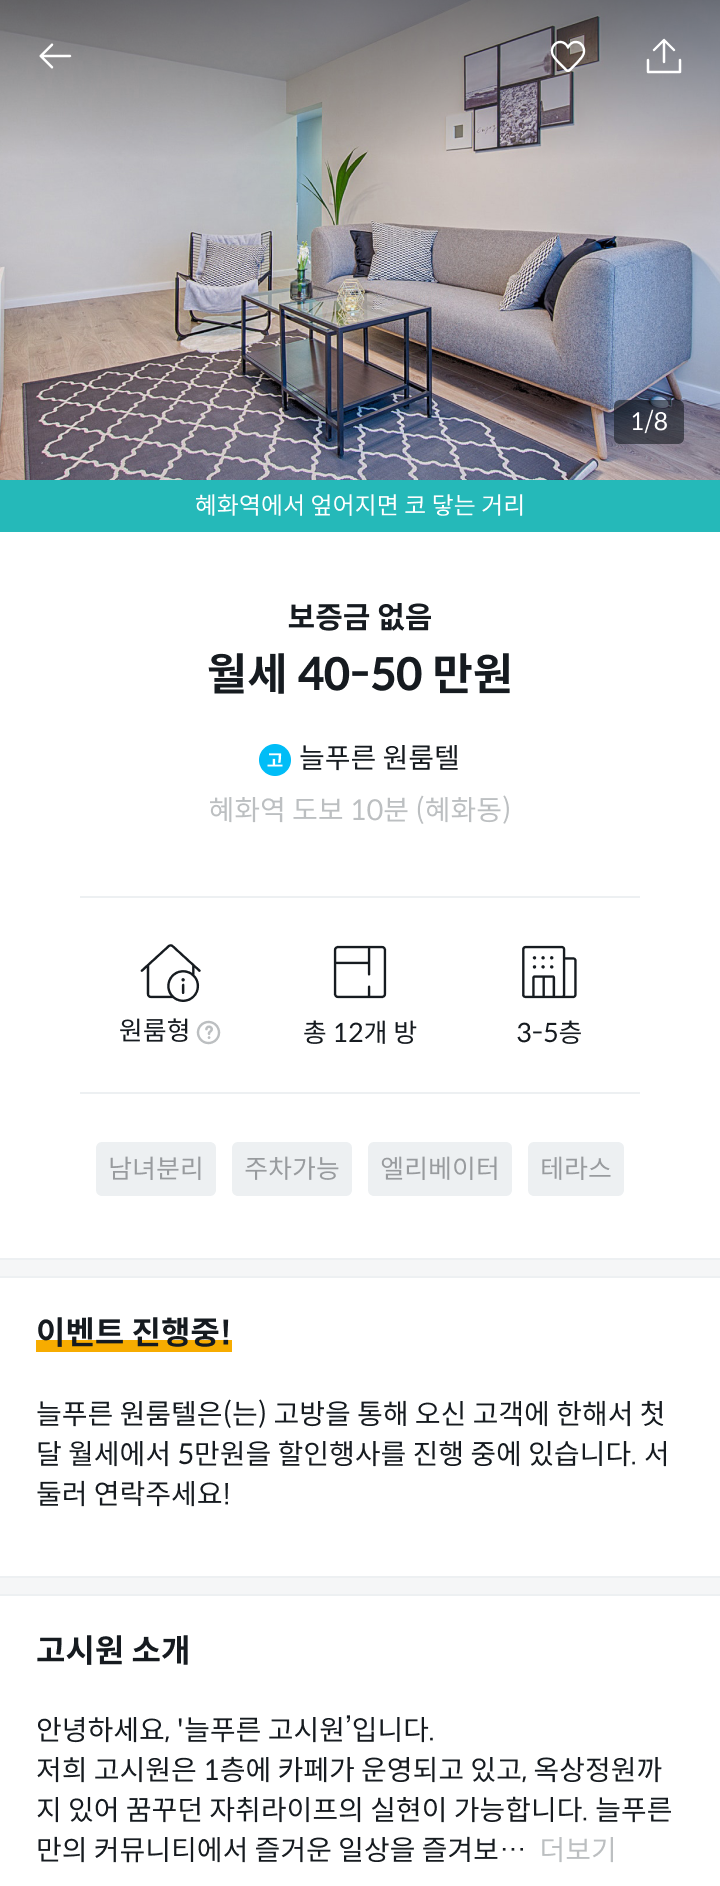 1/8
혜화역에서 엎어지면 코 닿는 거리
보증금 없음
월세 40-50 만원
고 늘푸른 원룸텔
혜화역 도보 10분 (혜화동)
원룸형 ?
총 12개 방
3-5층
남녀분리 주차가능 엘리베이터 테라스
이벤트 진행중!
늘푸른 원룸텔은(는) 고방을 통해 오신 고객에 한해서 첫
달 월세에서 5만원을 할인행사를 진행 중에 있습니다. 서
둘러 연락주세요!
고시원 소개
안녕하세요, '늘푸른 고시원’입니다.
저희 고시원은 1층에 카페가 운영되고 있고, 옥상정원까
지 있어 꿈꾸던 자취라이프의 실현이 가능합니다. 늘푸른
만의 커뮤니티에서 즐거운 일상을 즐겨보… 더보기